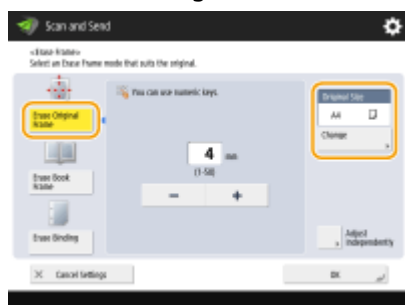 Scan and Send
<Erase Frame>
Select an Erase Frame mode that suits the original.
Erase Original
Frame
You can use numeric keys.
Original Size
A4
Change
4 mm
(1-50)
Erase Book
Frame
− +
Erase Binding
Adjust
Independently
× Cancel Settings
OK